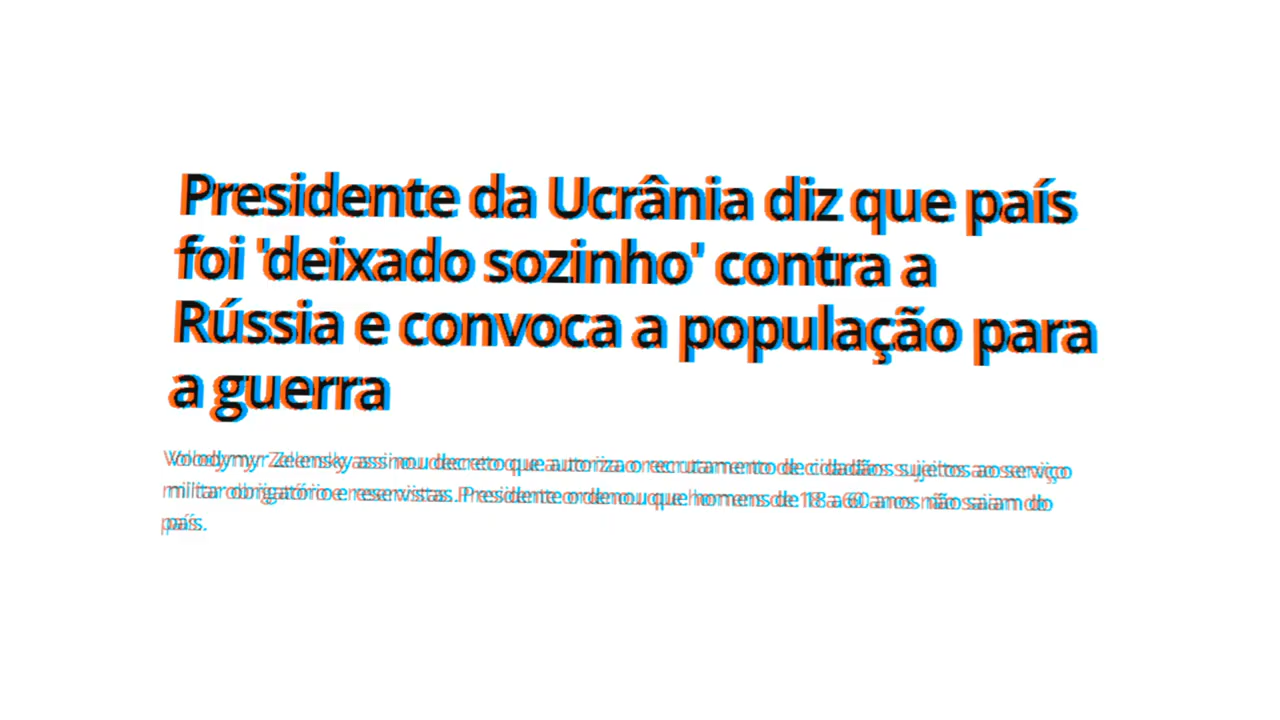 Presidente da Ucrânia diz que país
foi 'deixado sozinho' contra a
Rússia e convoca a população para
a guerra
Volodymyr Zelensky assinou decreto que autoriza o recrutamento de cidadãos sujeitos ao serviço
militar obrigatório e reservistas. Presidente ordenou que homens de 18 a 60 anos não saiam do
país.